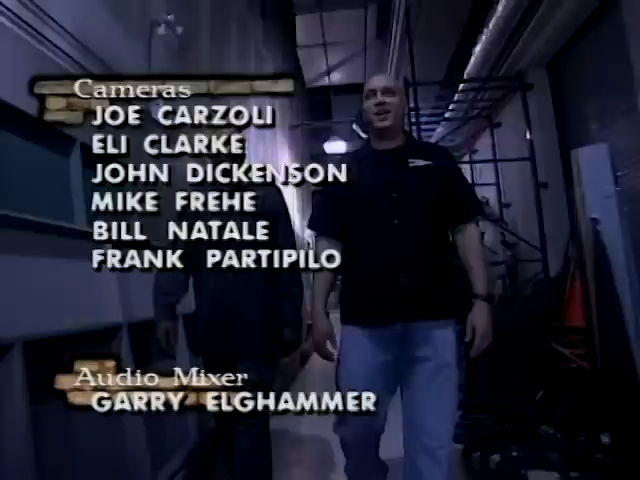 Cameras
JOE CARZOLI
ELI CLARKE
JOHN DICKENSON
MIKE FREHE
BILL NATALE
FRANK PARTIPILO
Audio Mixer
GARRY ELGHAMMER